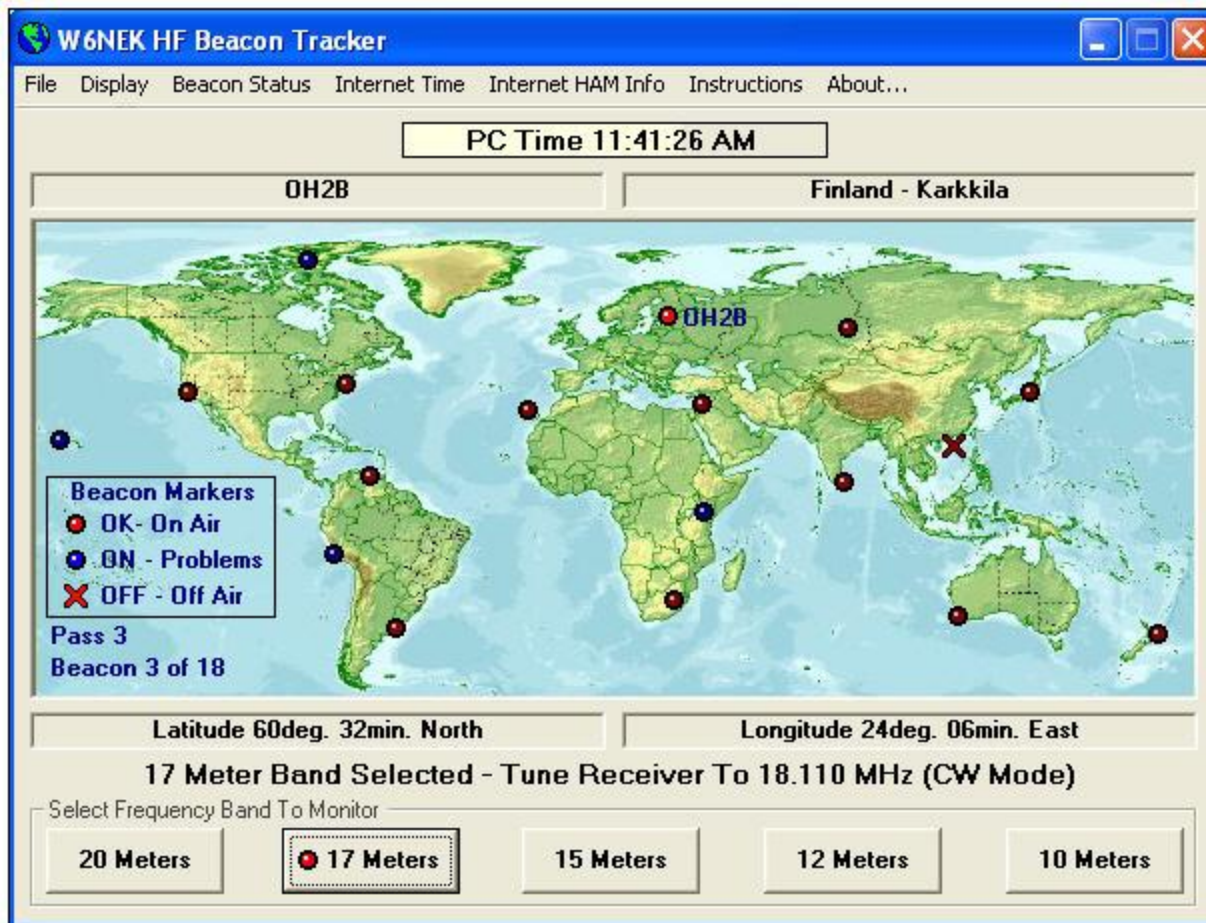 W6NEK HF Beacon Tracker
File Display Beacon Status Internet Time Internet HAM Info Instructions About...
PC Time 11:41:26 AM
OH2B
Finland - Karkkila
OH2B
Beacon Markers
OK- On Air
ON - Problems
OFF - Off Air
Pass 3
Beacon 3 of 18
Latitude 60deg. 32min. North
Longitude 24deg. 06min. East
17 Meter Band Selected - Tune Receiver To 18.110 MHz (CW Mode)
Select Frequency Band To Monitor
20 Meters
17 Meters
15 Meters
12 Meters
10 Meters